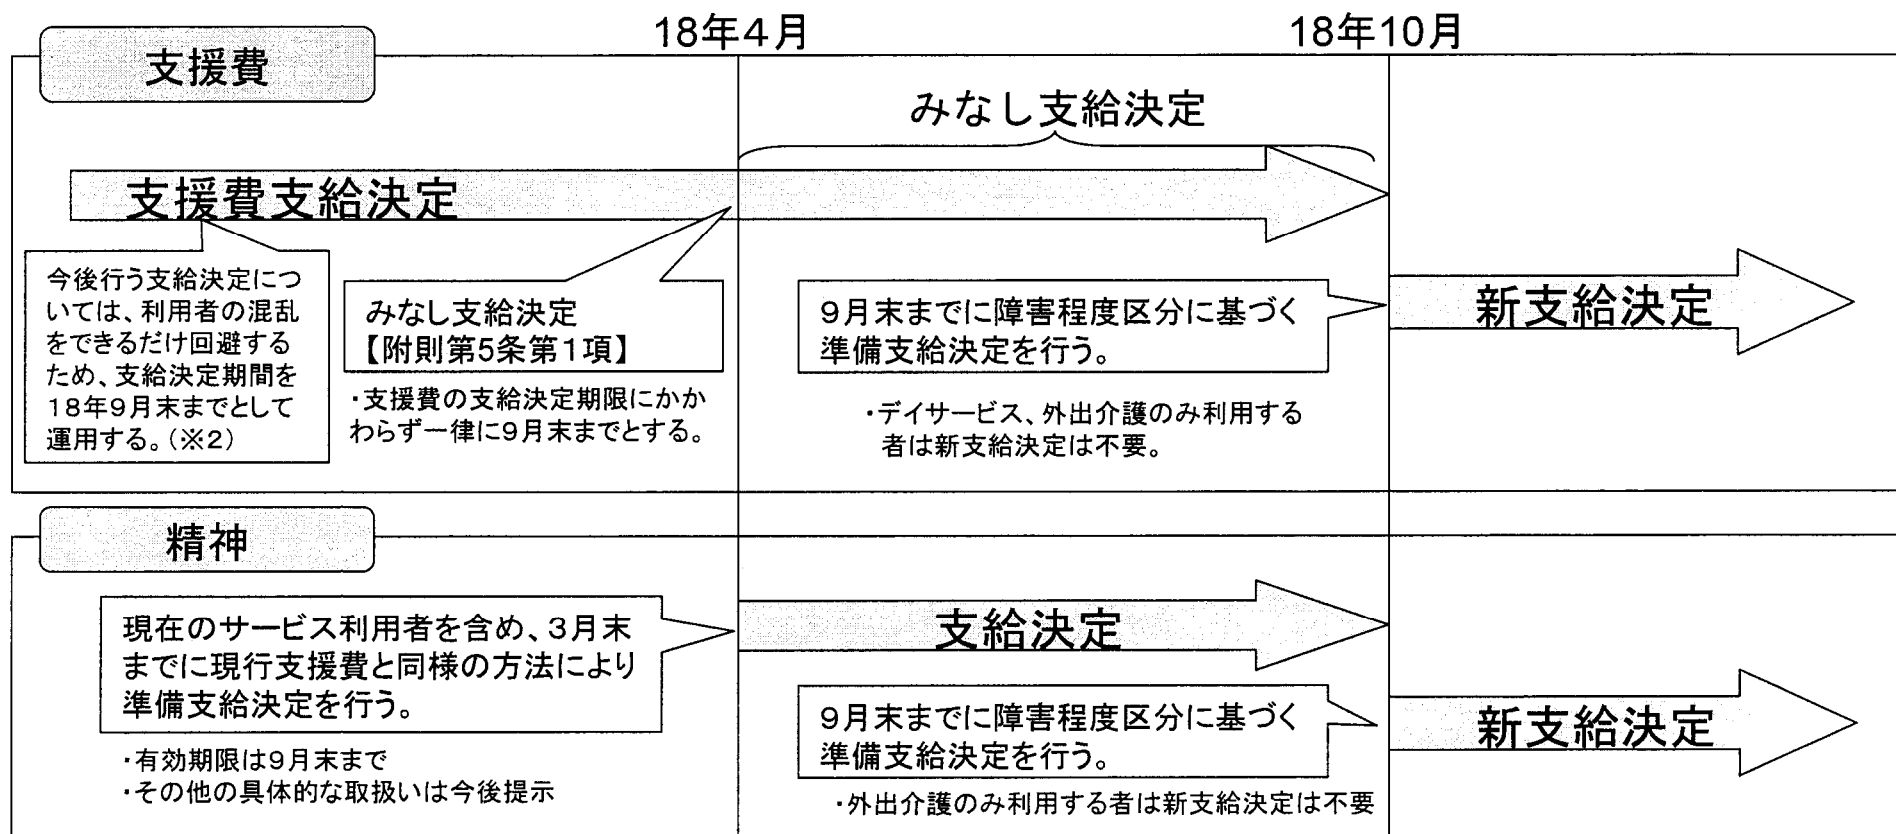 18年4月
18年10月
支援費
みなし支給決定
支援費支給決定
今後行う支給決定につ
いては、利用者の混乱
をできるだけ回避する
ため、支給決定期間を
18年9月末までとして
運用する。(※2)
みなし支給決定
【附則第5条第1項】
・支援費の支給決定期限にかか
わらず一律に9月末までとする。
9月末までに障害程度区分に基づく
準備支給決定を行う。
・デイサービス、外出介護のみ利用する
者は新支給決定は不要。
新支給決定
精神
現在のサービス利用者を含め、3月末
までに現行支援費と同様の方法により
準備支給決定を行う。
・有効期限は9月末まで
・その他の具体的な取扱いは今後提示
支給決定
9月末までに障害程度区分に基づく
準備支給決定を行う。
・外出介護のみ利用する者は新支給決定は不要
新支給決定